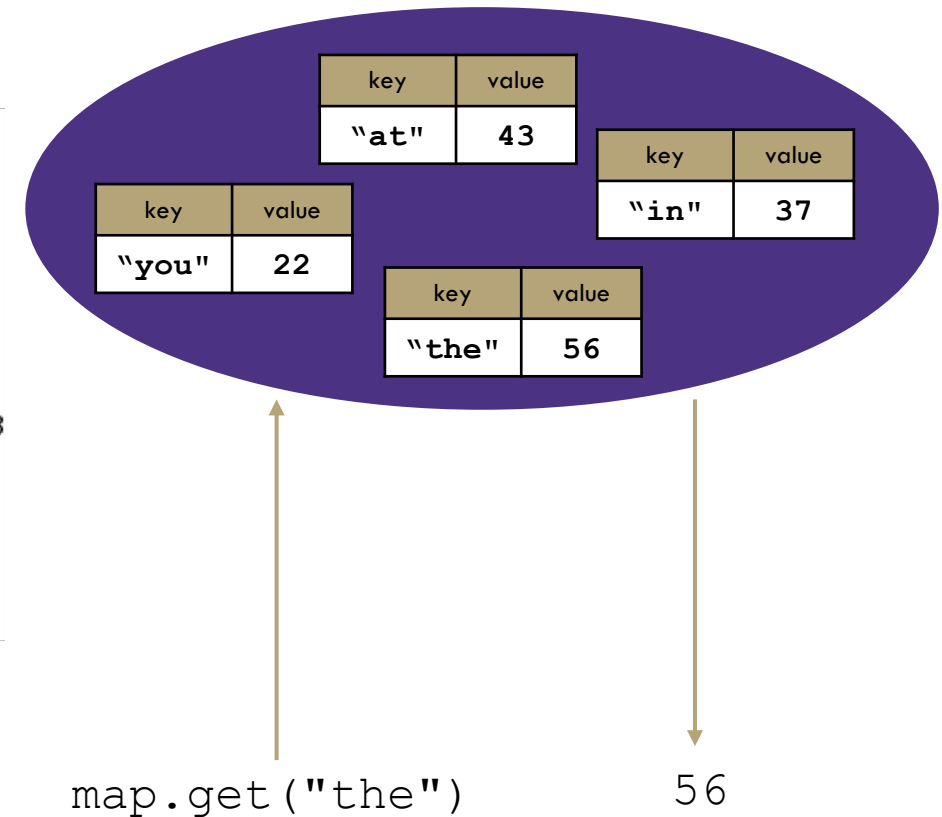 key value
‟at" 43
key value
‟in" 37
key value
‟you" 22
key value
‟the" 56
map.get("the")
56